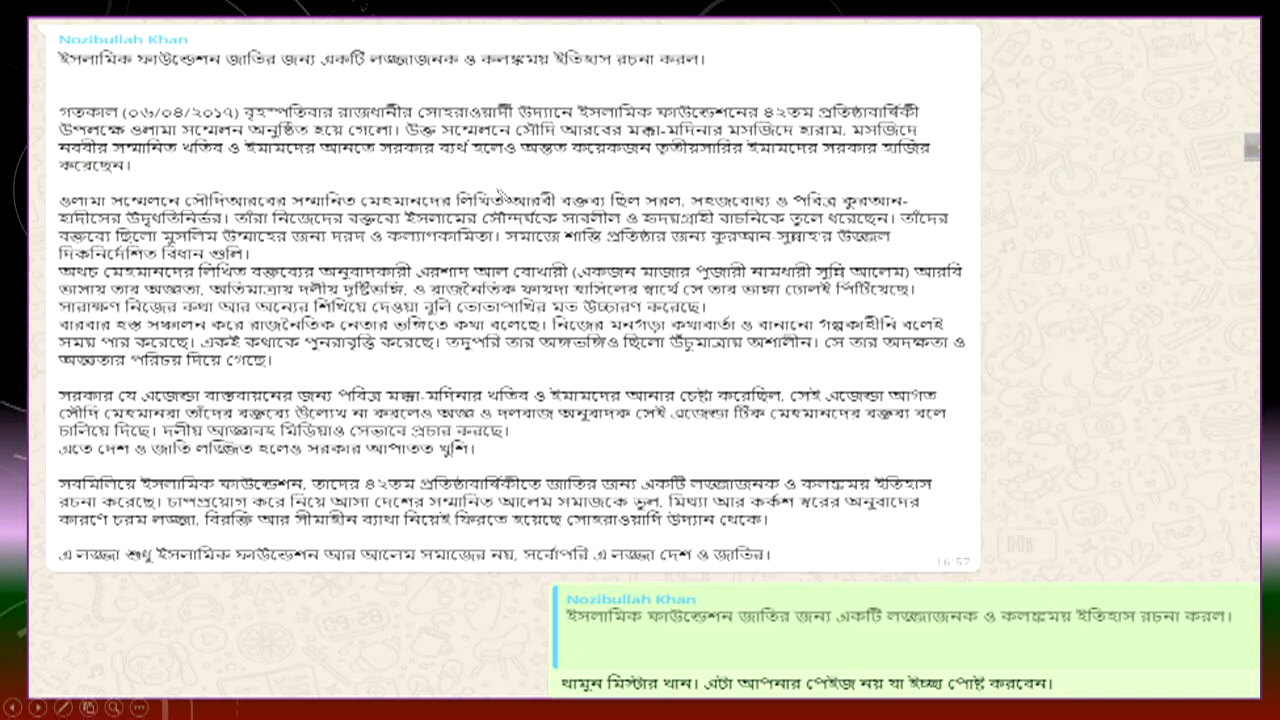 Nozibullah Khan
ইসলামিক ফাউন্ডেশন জাতির জন্য একটি লজ্জাজনক ও কলঙ্কময় ইতিহাস রচনা করল।
গতকাল (০৬/০৪/২০১৭) বৃহস্পতিবার রাজধানীর সোহরাওয়ার্দী উদ্যানে ইসলামিক ফাউন্ডেশনের ৪২তম প্রতিষ্ঠাবার্ষিকী
উপলক্ষে ওলামা সম্মেলন অনুষ্ঠিত হয়ে গেলো। উক্ত সম্মেলনে সৌদি আরবের মক্কা-মদিনার মসজিদে হারাম, মসজিদে
নববীর সম্মানিত খতিব ও ইমামদের আনতে সরকার ব্যর্থ হলেও অন্তত কয়েকজন তৃতীয়সারির ইমামদের সরকার হাজির
করেছেন।
ওলামা সম্মেলনে সৌদিআরবের সম্মানিত মেহমানদের লিখিত আরবী বক্তব্য ছিল সরল, সহজবোধ্য ও পবিত্র কুরআন-
হাদীসের উদ্ধৃতিনির্ভর। তাঁরা নিজেদের বক্তব্যে ইসলামের সৌন্দর্যকে সাবলীল ও হৃদয়গ্রাহী বাচনিকে তুলে ধরেছেন। তাঁদের
বক্তব্যে ছিলো মুসলিম উম্মাহের জন্য দরদ ও কল্যাণকামিতা। সমাজে শান্তি প্রতিষ্ঠার জন্য কুরআন-সুন্নাহ'র উজ্জল
দিকনির্দেশিত বিধান গুলি।
অথচ মেহমানদের লিখিত বক্তব্যের অনুবাদকারী এরশাদ আল বোখারী (একজন মাজার পুজারী নামধারী সুন্নি আলেম) আরবি
ভাসায় তার অজ্ঞতা, অতিমাত্রায় দলীয় দৃষ্টিভঙ্গি, ও রাজনৈতিক ফায়দা হাসিলের স্বার্থে সে তার ভাঙ্গা ঢোলই পিটিয়েছে।
সারাক্ষণ নিজের কথা আর অন্যের শিখিয়ে দেওয়া বুলি তোতাপাখির মত উচ্চারণ করেছে।
বারবার হস্ত সঞ্চালন করে রাজনৈতিক নেতার ভঙ্গিতে কথা বলেছে। নিজের মনগড়া কথাবার্তা ও বানানো গল্পকাহীনি বলেই
সময় পার করেছে। একই কথাকে পুনরাবৃত্তি করেছে। তদুপরি তার অঙ্গভঙ্গিও ছিলো উঁচুমাত্রায় অশালীন। সে তার অদক্ষতা ও
অজ্ঞতার পরিচয় দিয়ে গেছে।
সরকার যে এজেন্ডা বাস্তবায়নের জন্য পবিত্র মক্কা-মদিনার খতিব ও ইমামদের আনার চেষ্টা করেছিল, সেই এজেন্ডা আগত
সৌদি মেহমানরা তাঁদের বক্তব্যে উল্যেখ না করলেও অজ্ঞ ও দলবাজ অনুবাদক সেই এজেন্ডা টিক মেহমানদের বক্তব্য বলে
চালিয়ে দিছে। দলীয় আজ্ঞাবহ মিডিয়াও সেভাবে প্রচার করছে।
এতে দেশ ও জাতি লজ্জিত হলেও সরকার আপাতত খুশি।
সবমিলিয়ে ইসলামিক ফাউন্ডেশন, তাদের ৪২তম প্রতিষ্ঠাবার্ষিকীতে জাতির জন্য একটি লজ্জাজনক ও কলঙ্কময় ইতিহাস
রচনা করেছে। চাপপ্রয়োগ করে নিয়ে আসা দেশের সম্মানিত আলেম সমাজকে ভুল, মিথ্যা আর কর্কশ স্বরের অনুবাদের
কারণে চরম লজ্জা, বিরক্তি আর সীমাহীন ব্যাথা নিয়েই ফিরতে হয়েছে সোহরাওয়ার্দি উদ্যান থেকে।
এ লজ্জা শুধু ইসলামিক ফাউন্ডেশন আর আলেম সমাজের নয়, সর্বোপরি এ লজ্জা দেশ ও জাতির।
16:57
Nozibullah Khan
ইসলামিক ফাউন্ডেশন জাতির জন্য একটি লজ্জাজনক ও কলঙ্কময় ইতিহাস রচনা করল।
থামুন মিস্টার খান। এটা আপনার পেইজ নয় যা ইচ্ছা পোষ্ট করবেন।